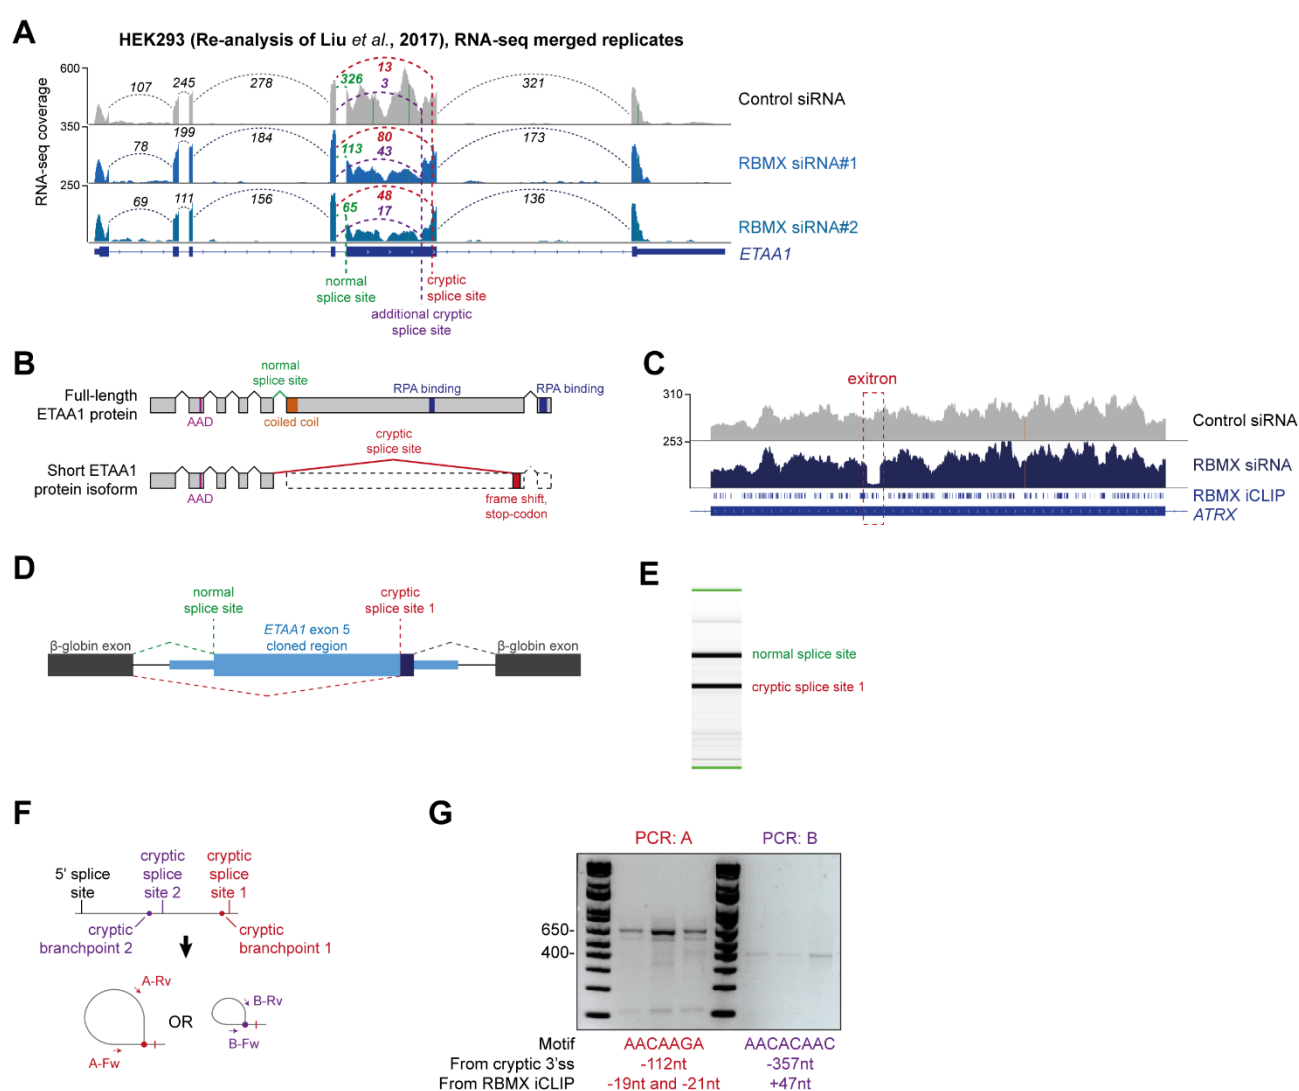 A
HEK293 (Re-analysis of Liu et al., 2017), RNA-seq merged replicates
RNA-seq coverage
600
107
245
278
326
13
3
321
Control siRNA
350
78
199
184
113
80
43
173
RBMX siRNA#1
250
69
111
156
65
48
17
136
RBMX siRNA#2
ETAA1
normal
splice site
cryptic
splice site
additional cryptic
splice site
B
Full-length
ETAA1 protein
normal
splice site
AAD
coiled coil
RPA binding
RPA binding
Short ETAA1
protein isoform
cryptic
splice site
AAD
frame shift,
stop-codon
C
exitron
310
Control siRNA
253
RBMX siRNA
RBMX iCLIP
ATRX
D
normal
splice site
cryptic
splice site 1
β-globin exon
ETAA1 exon 5
cloned region
β-globin exon
E
normal splice site
cryptic splice site 1
F
5' splice
site
cryptic
splice
site 2
cryptic
splice
site 1
cryptic
branchpoint 2
cryptic
branchpoint 1
A-Rv
A-Fw
OR
B-Rv
B-Fw
G
PCR: A
PCR: B
650-
400-
Motif
AACAAGA
AACACAAC
From cryptic 3'ss
-112nt
-357nt
From RBMX iCLIP
-19nt and -21nt
+47nt